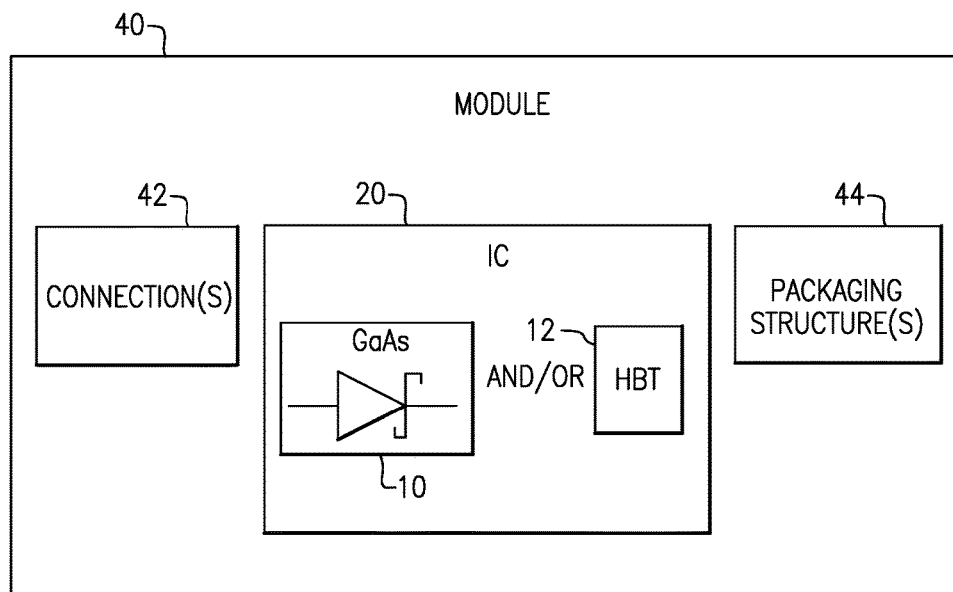 40
MODULE
42
20
44
CONNECTION(S)
IC
PACKAGING
STRUCTURE(S)
GaAs
12
AND/OR
HBT
10